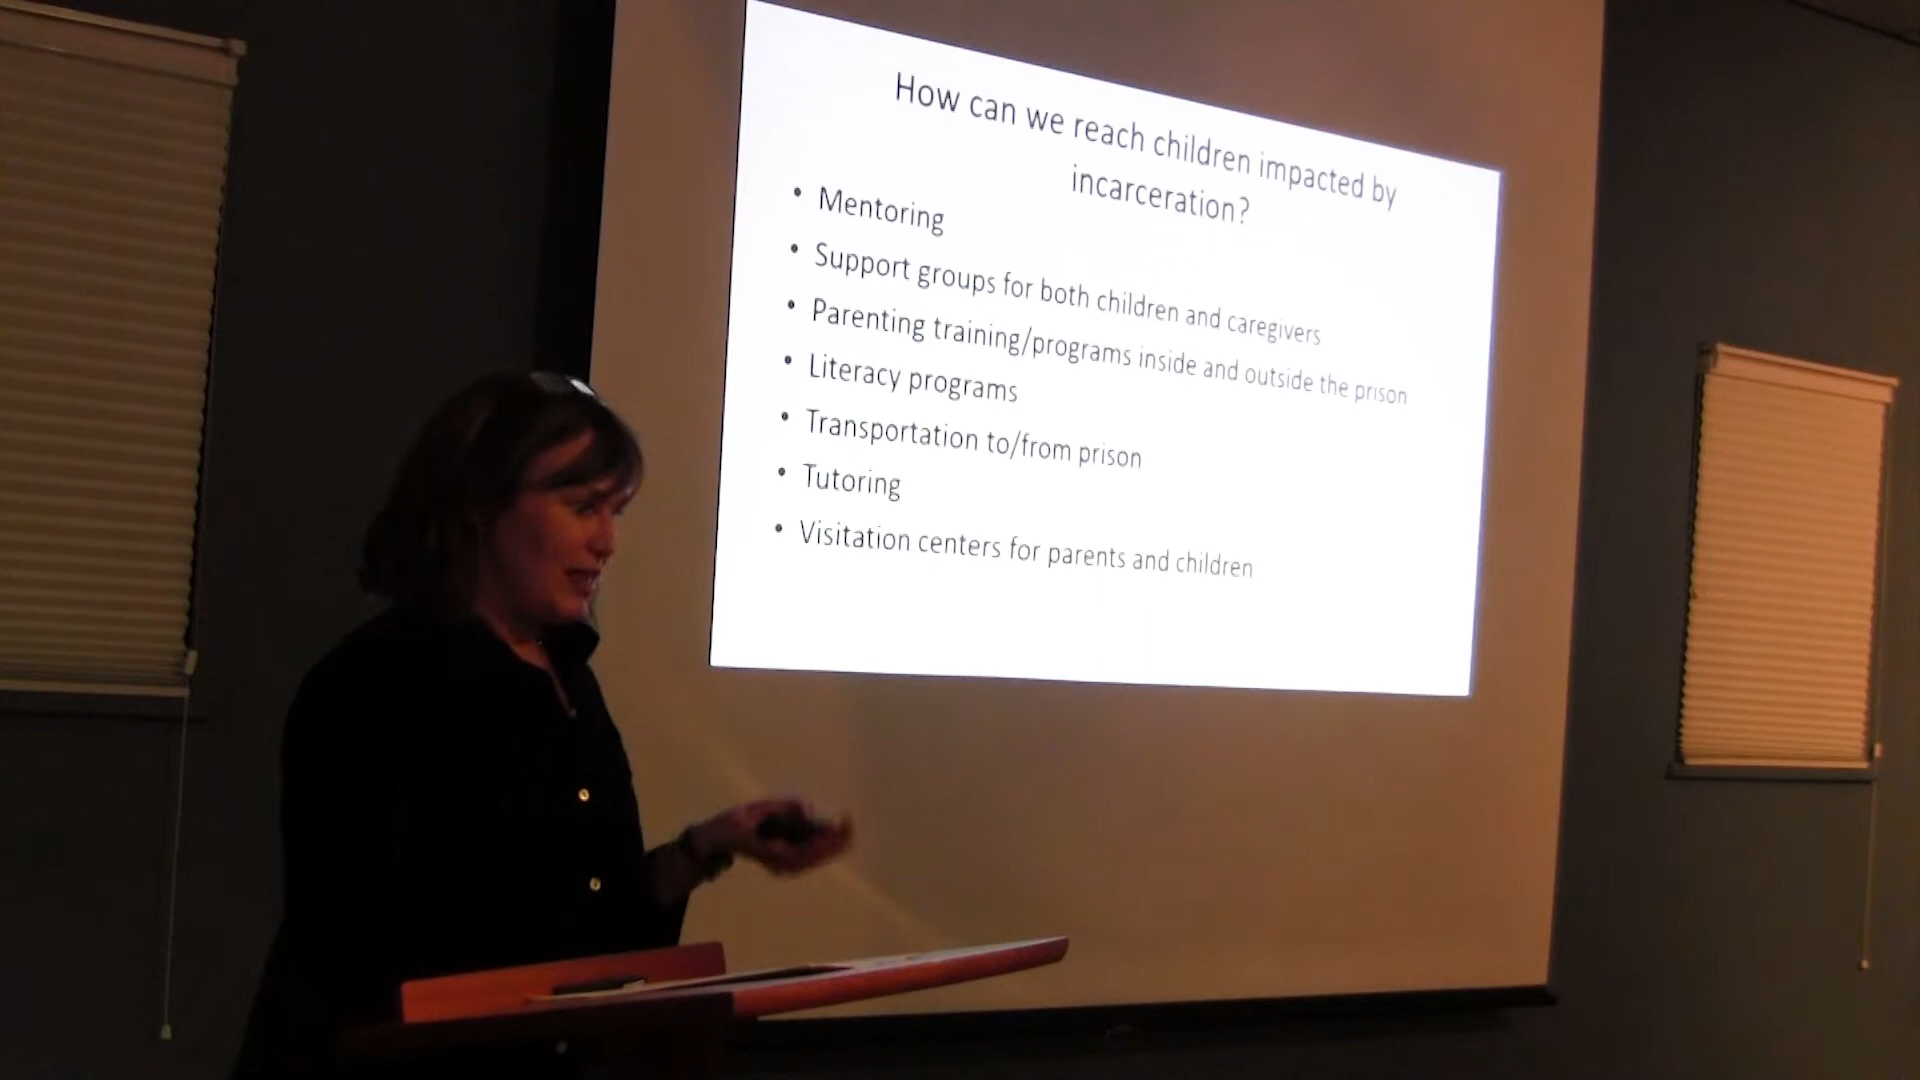 How can we reach children impacted by
incarceration?
• Mentoring
• Support groups for both children and caregivers
• Parenting training/programs inside and outside the prison
• Literacy programs
• Transportation to/from prison
• Tutoring
• Visitation centers for parents and children